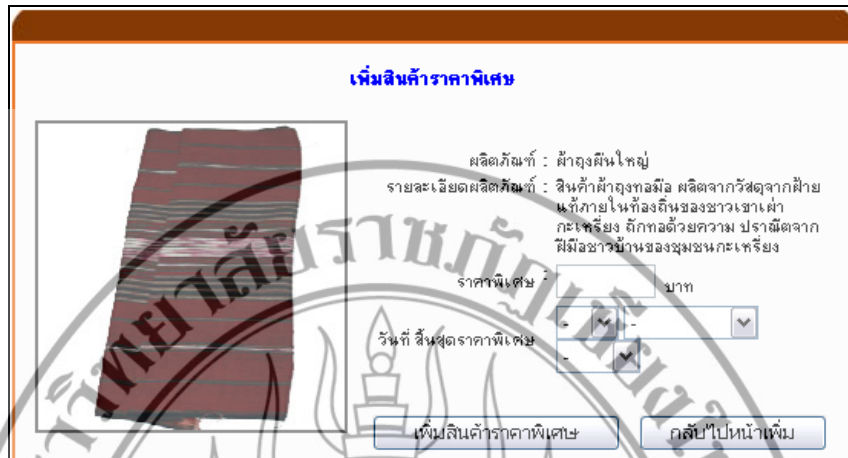 เพิ่มสินค้าราคาพิเศษ
ผลิตภัณฑ์ : ผ้าถุงผืนใหญ่
รายละเอียดผลิตภัณฑ์ : สินค้าผ้าถุงทอมือ ผลิตจากวัสดุจากฝ้าย
แท้ภายในท้องถิ่นของชาวเขาเผ่า
กะเหรี่ยง ถักทอด้วยความ ปราณีตจาก
ฝีมือชาวบ้านของชุมชนกะเหรี่ยง
ราคาพิเศษ : บาท
วันที่ สิ้นสุดราคาพิเศษ - -
-
เพิ่มสินค้าราคาพิเศษ กลับไปหน้าเพิ่ม